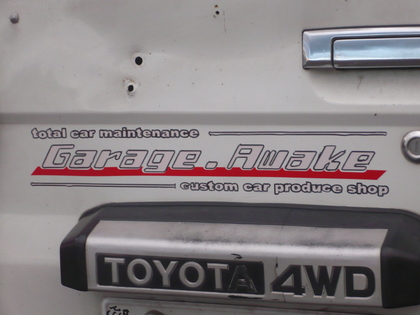 total car maintenance
Garage.Awake
custom car produce shop
TOYOTA 4WD